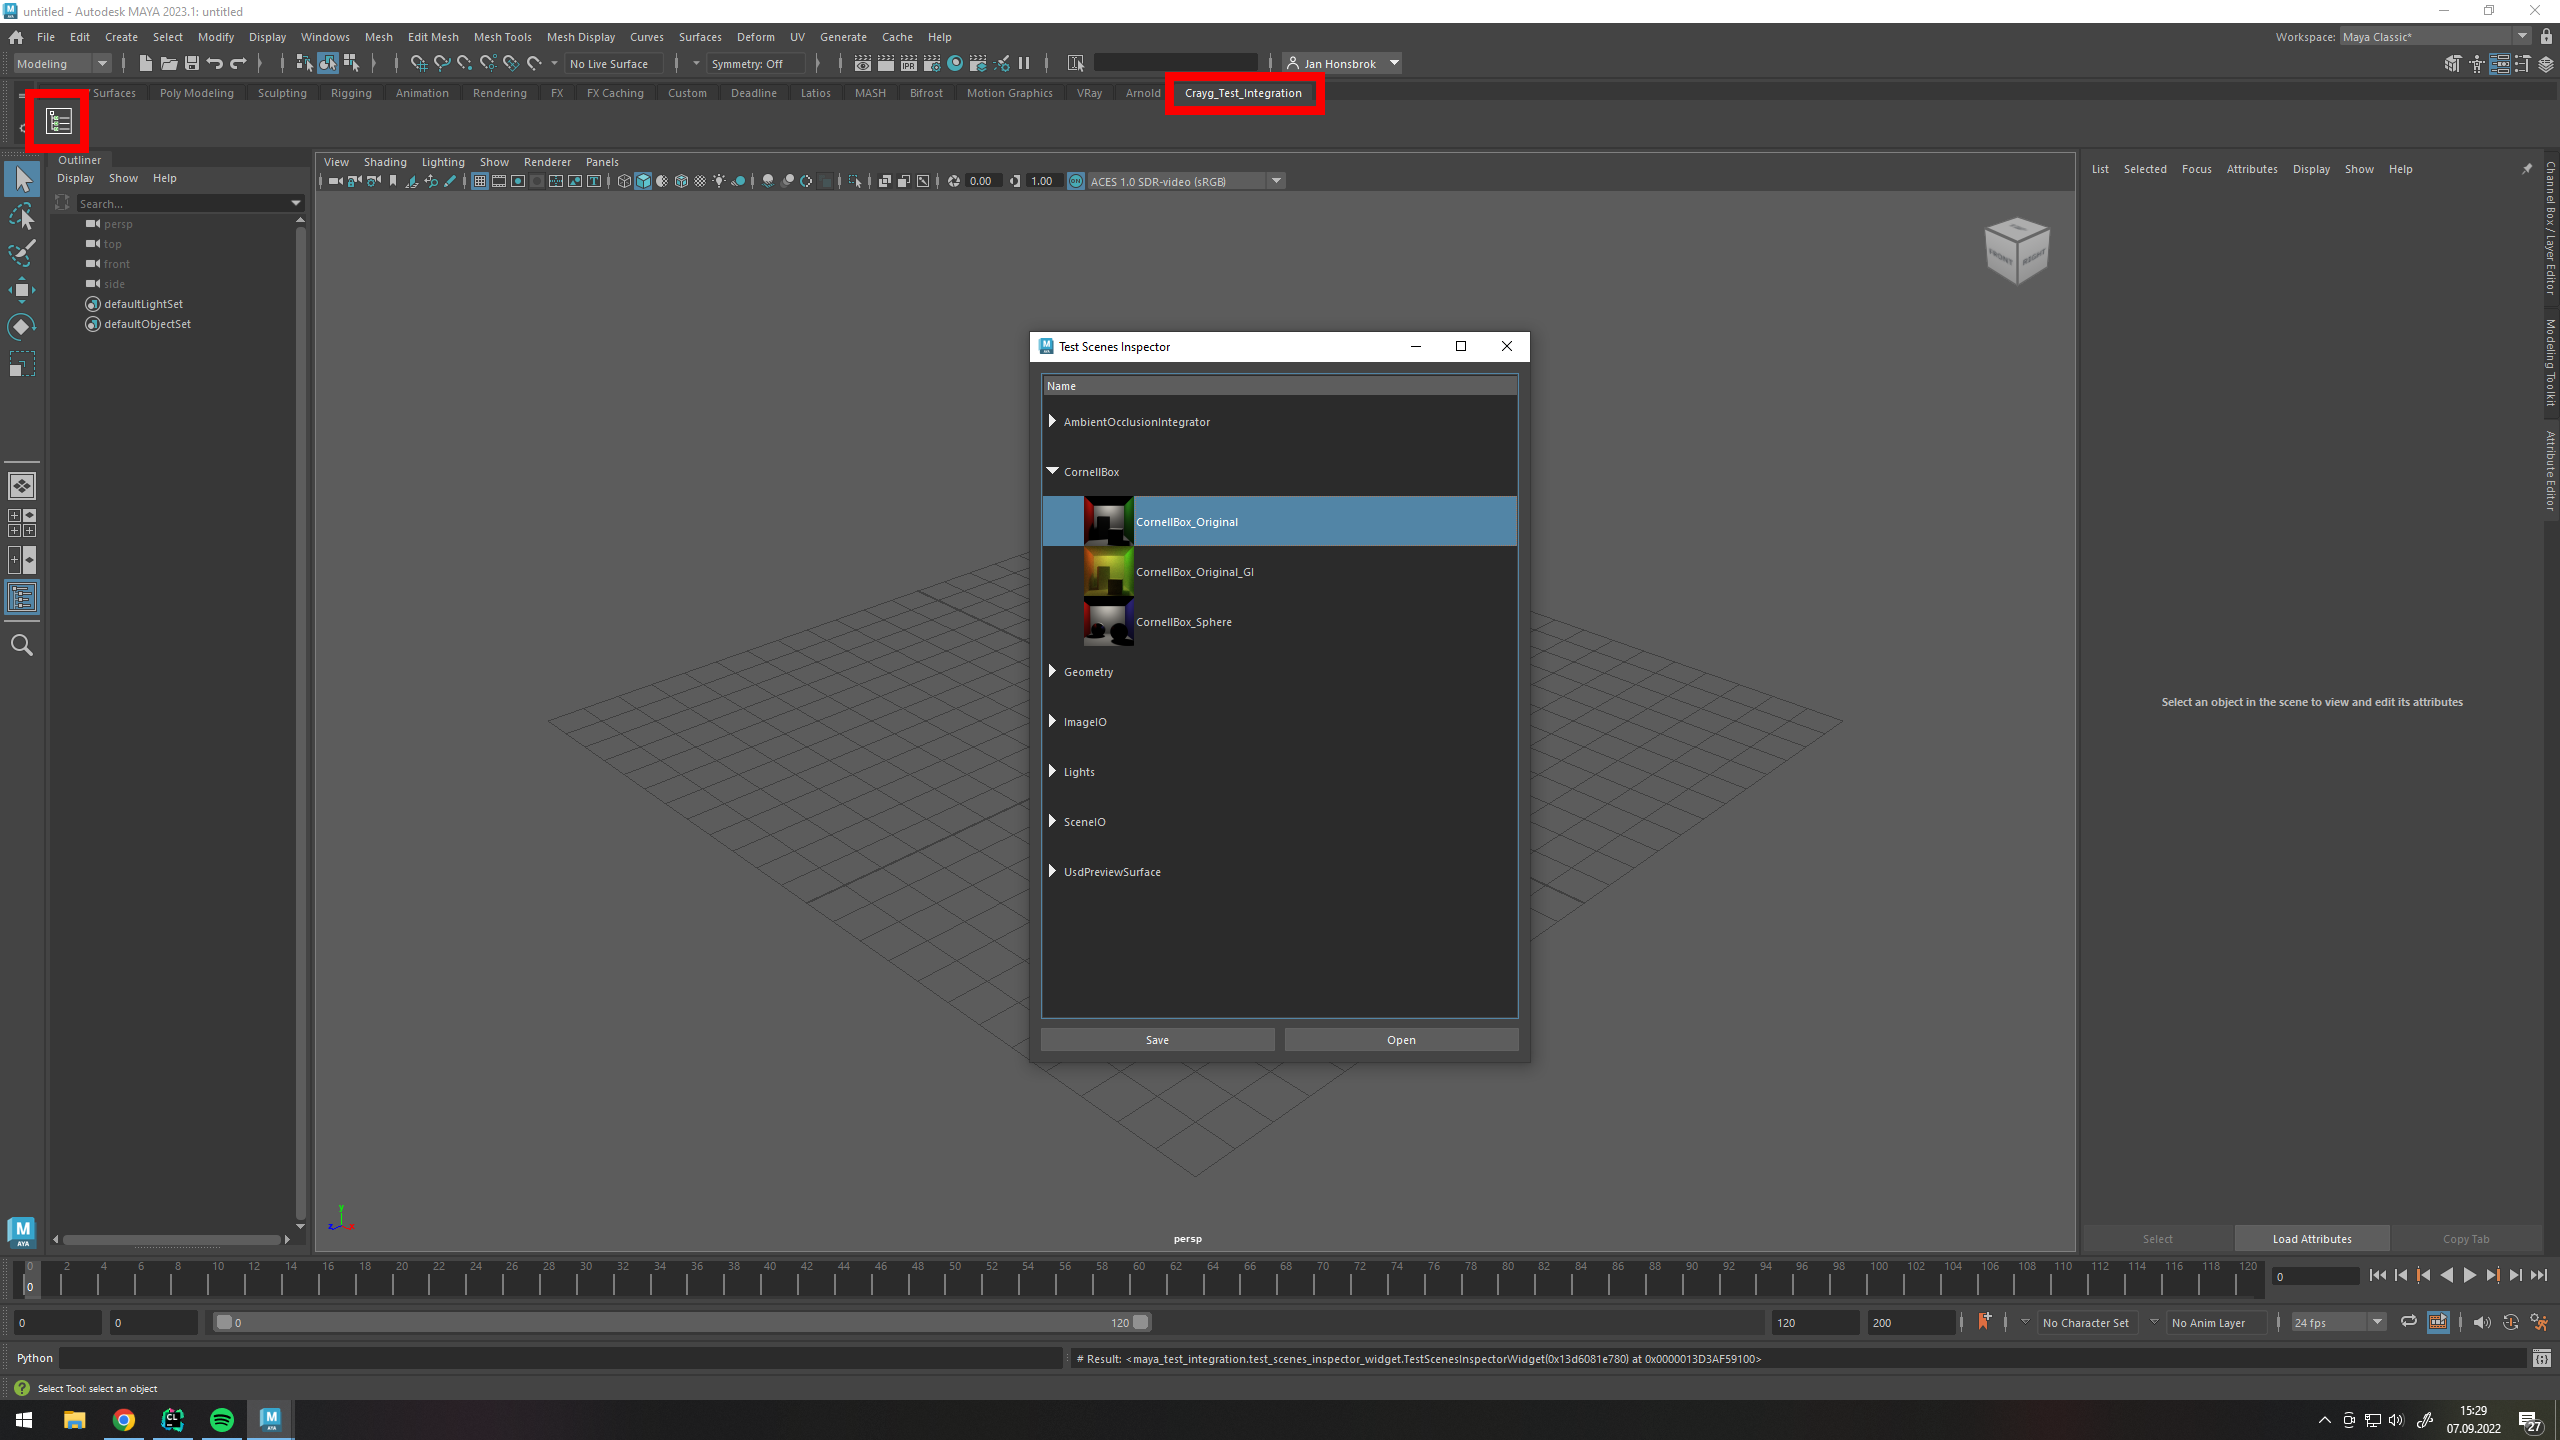 untitled - Autodesk MAYA 2023.1: untitled
File Edit Create Select Modify Display Windows Mesh Edit Mesh Mesh Tools Mesh Display Curves Surfaces Deform UV Generate Cache Help
Workspace: Maya Classic*
Modeling
No Live Surface
Symmetry: Off
Jan Honsbrok
Surfaces Poly Modeling Sculpting Rigging Animation Rendering FX FX Caching Custom Deadline Latios MASH Bifrost Motion Graphics VRay Arnold Crayg_Test_Integration
Outliner
Display Show Help
Search...
persp
top
front
side
defaultLightSet
defaultObjectSet
View Shading Lighting Show Renderer Panels
0.00 1.00 ON ACES 1.0 SDR-video (sRGB)
FRONT RIGHT
Test Scenes Inspector
Name
AmbientOcclusionIntegrator
CornellBox
CornellBox_Original
CornellBox_Original_GI
CornellBox_Sphere
Geometry
ImageIO
Lights
SceneIO
UsdPreviewSurface
Save Open
y
z x
persp
List Selected Focus Attributes Display Show Help
Select an object in the scene to view and edit its attributes
Select Load Attributes Copy Tab
Channel Box / Layer Editor
Modeling Toolkit
Attribute Editor
M
AYA
0 2 4 6 8 10 12 14 16 18 20 22 24 26 28 30 32 34 36 38 40 42 44 46 48 50 52 54 56 58 60 62 64 66 68 70 72 74 76 78 80 82 84 86 88 90 92 94 96 98 100 102 104 106 108 110 112 114 116 118 120
0
0
0 0 0 120 120 200 No Character Set No Anim Layer 24 fps
Python
# Result: <maya_test_integration.test_scenes_inspector_widget.TestScenesInspectorWidget(0x13d6081e780) at 0x0000013D3AF59100>
Select Tool: select an object
CL
M
AYA
15:29
07.09.2022
27